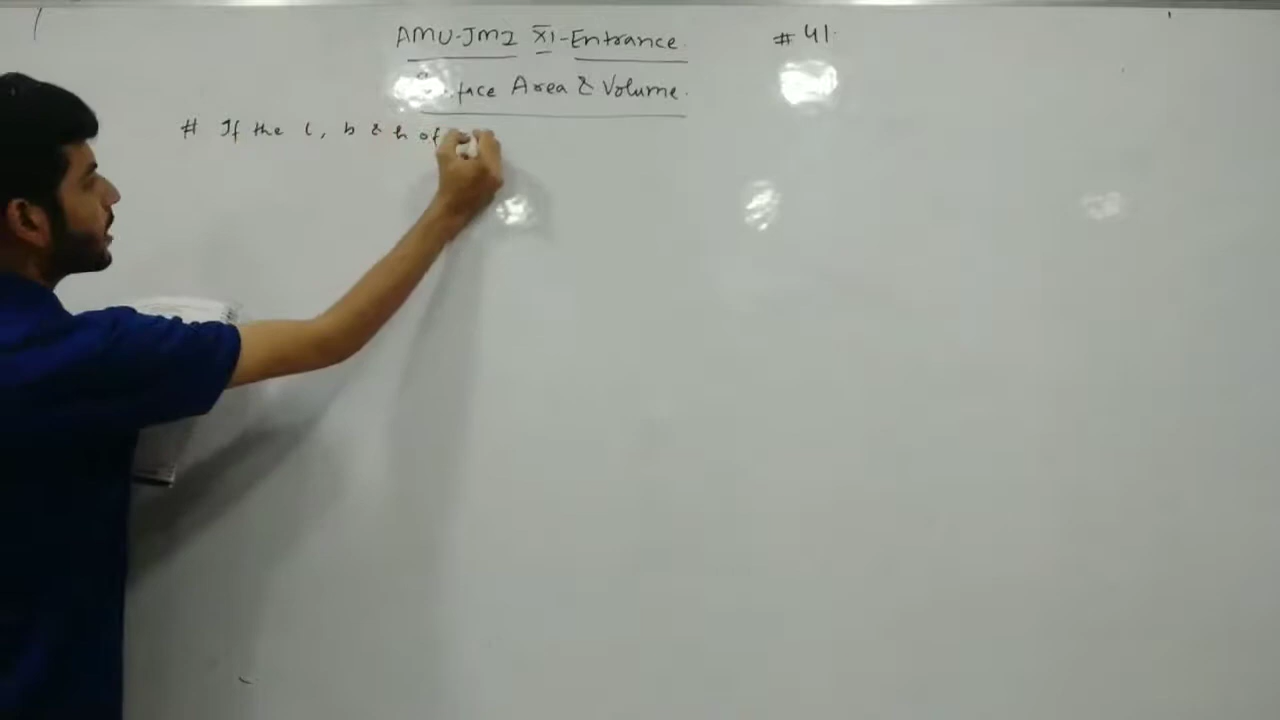 AMU-JMI XI-Entrance. # 41.
face Area & Volume.
# If the l, b & h of